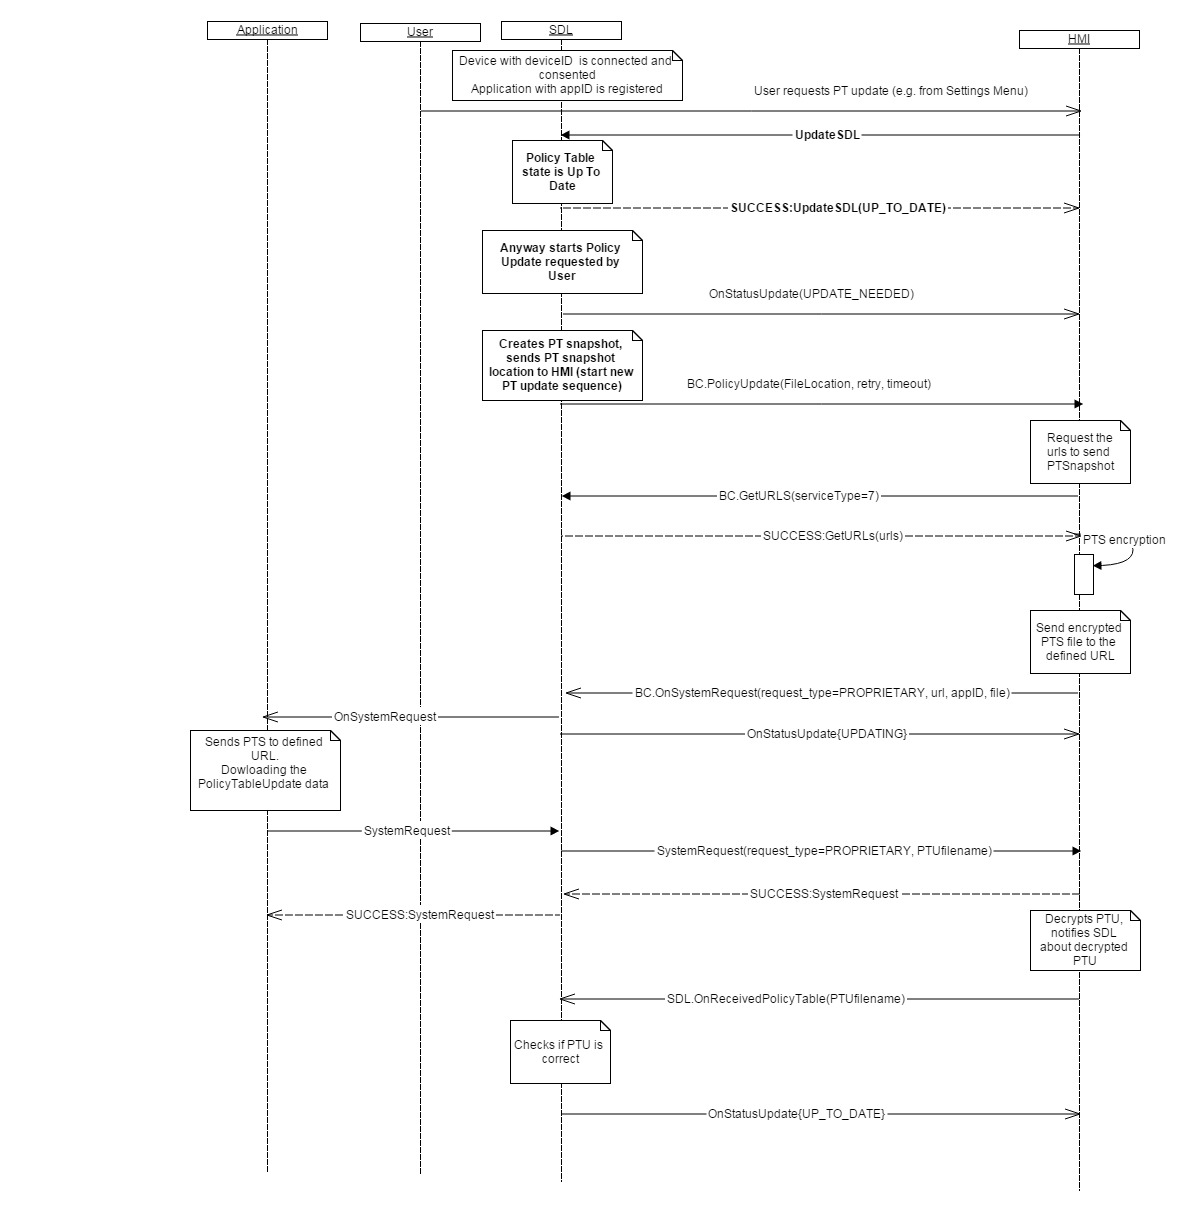 Application
User
SDL
HMI
Device with deviceID is connected and
consented
Application with appID is registered
User requests PT update (e.g. from Settings Menu)
UpdateSDL
Policy Table
state is Up To
Date
SUCCESS:UpdateSDL(UP_TO_DATE)
Anyway starts Policy
Update requested by
User
OnStatusUpdate(UPDATE_NEEDED)
Creates PT snapshot,
sends PT snapshot
location to HMI (start new
PT update sequence)
BC.PolicyUpdate(FileLocation, retry, timeout)
Request the
urls to send
PTSnapshot
BC.GetURLS(serviceType=7)
SUCCESS:GetURLs(urls)
PTS encryption
Send encrypted
PTS file to the
defined URL
BC.OnSystemRequest(request_type=PROPRIETARY, url, appID, file)
OnSystemRequest
OnStatusUpdate{UPDATING}
Sends PTS to defined
URL.
Dowloading the
PolicyTableUpdate data
SystemRequest
SystemRequest(request_type=PROPRIETARY, PTUfilename)
SUCCESS:SystemRequest
SUCCESS:SystemRequest
Decrypts PTU,
notifies SDL
about decrypted
PTU
SDL.OnReceivedPolicyTable(PTUfilename)
Checks if PTU is
correct
OnStatusUpdate{UP_TO_DATE}